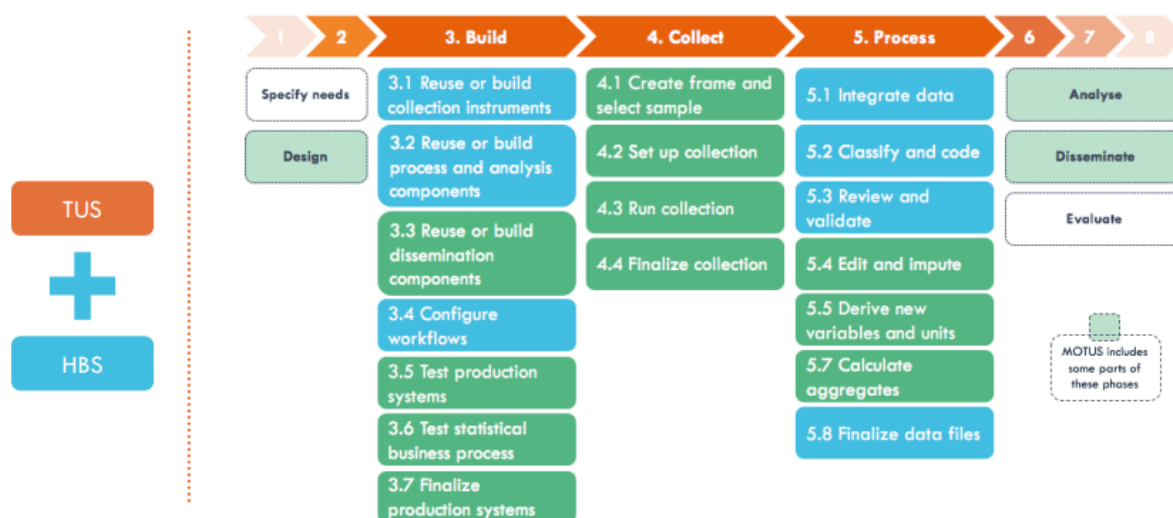 1
2
3. Build
4. Collect
5. Process
6
7
8
TUS
HBS
Specify needs
Design
3.1 Reuse or build
collection instruments
3.2 Reuse or build
process and analysis
components
3.3 Reuse or build
dissemination
components
3.4 Configure
workflows
3.5 Test production
systems
3.6 Test statistical
business process
3.7 Finalize
production systems
4.1 Create frame and
select sample
4.2 Set up collection
4.3 Run collection
4.4 Finalize collection
5.1 Integrate data
5.2 Classify and code
5.3 Review and
validate
5.4 Edit and impute
5.5 Derive new
variables and units
5.7 Calculate
aggregates
5.8 Finalize data files
Analyse
Disseminate
Evaluate
MOTUS includes
some parts of
these phases